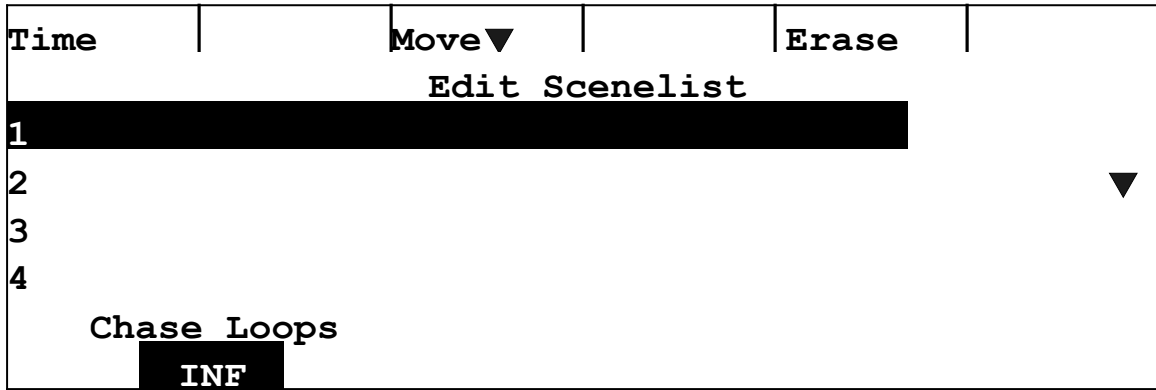 Time Move▼ Erase
Edit Scenelist
1
2 ▼
3
4
Chase Loops
INF